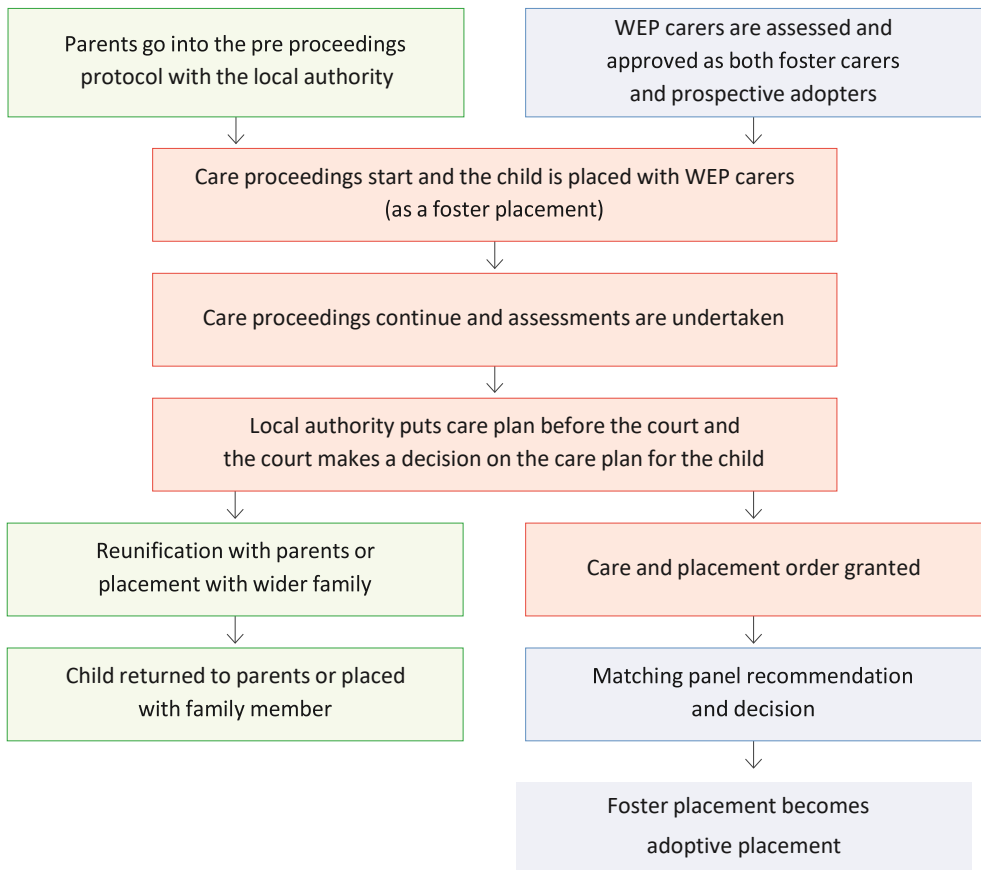 Parents go into the pre proceedings
protocol with the local authority
WEP carers are assessed and
approved as both foster carers
and prospective adopters
Care proceedings start and the child is placed with WEP carers
(as a foster placement)
Care proceedings continue and assessments are undertaken
Local authority puts care plan before the court and
the court makes a decision on the care plan for the child
Reunification with parents or
placement with wider family
Care and placement order granted
Child returned to parents or placed
with family member
Matching panel recommendation
and decision
Foster placement becomes
adoptive placement